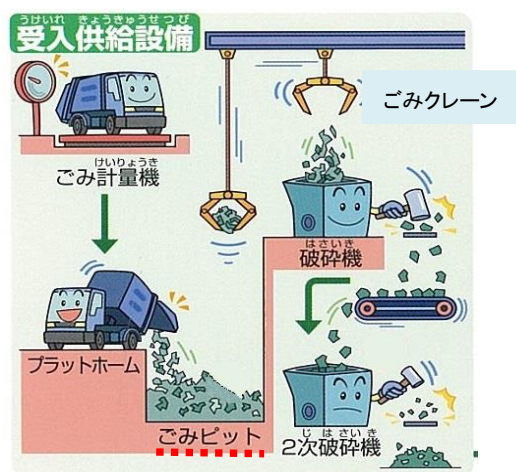 うけいれ きょうきゅうせつび
受入供給設備
ごみクレーン
けいりょうき
ごみ計量機
はさいき
破砕機
プラットホーム
ごみピット
じはさいき
2次破砕機